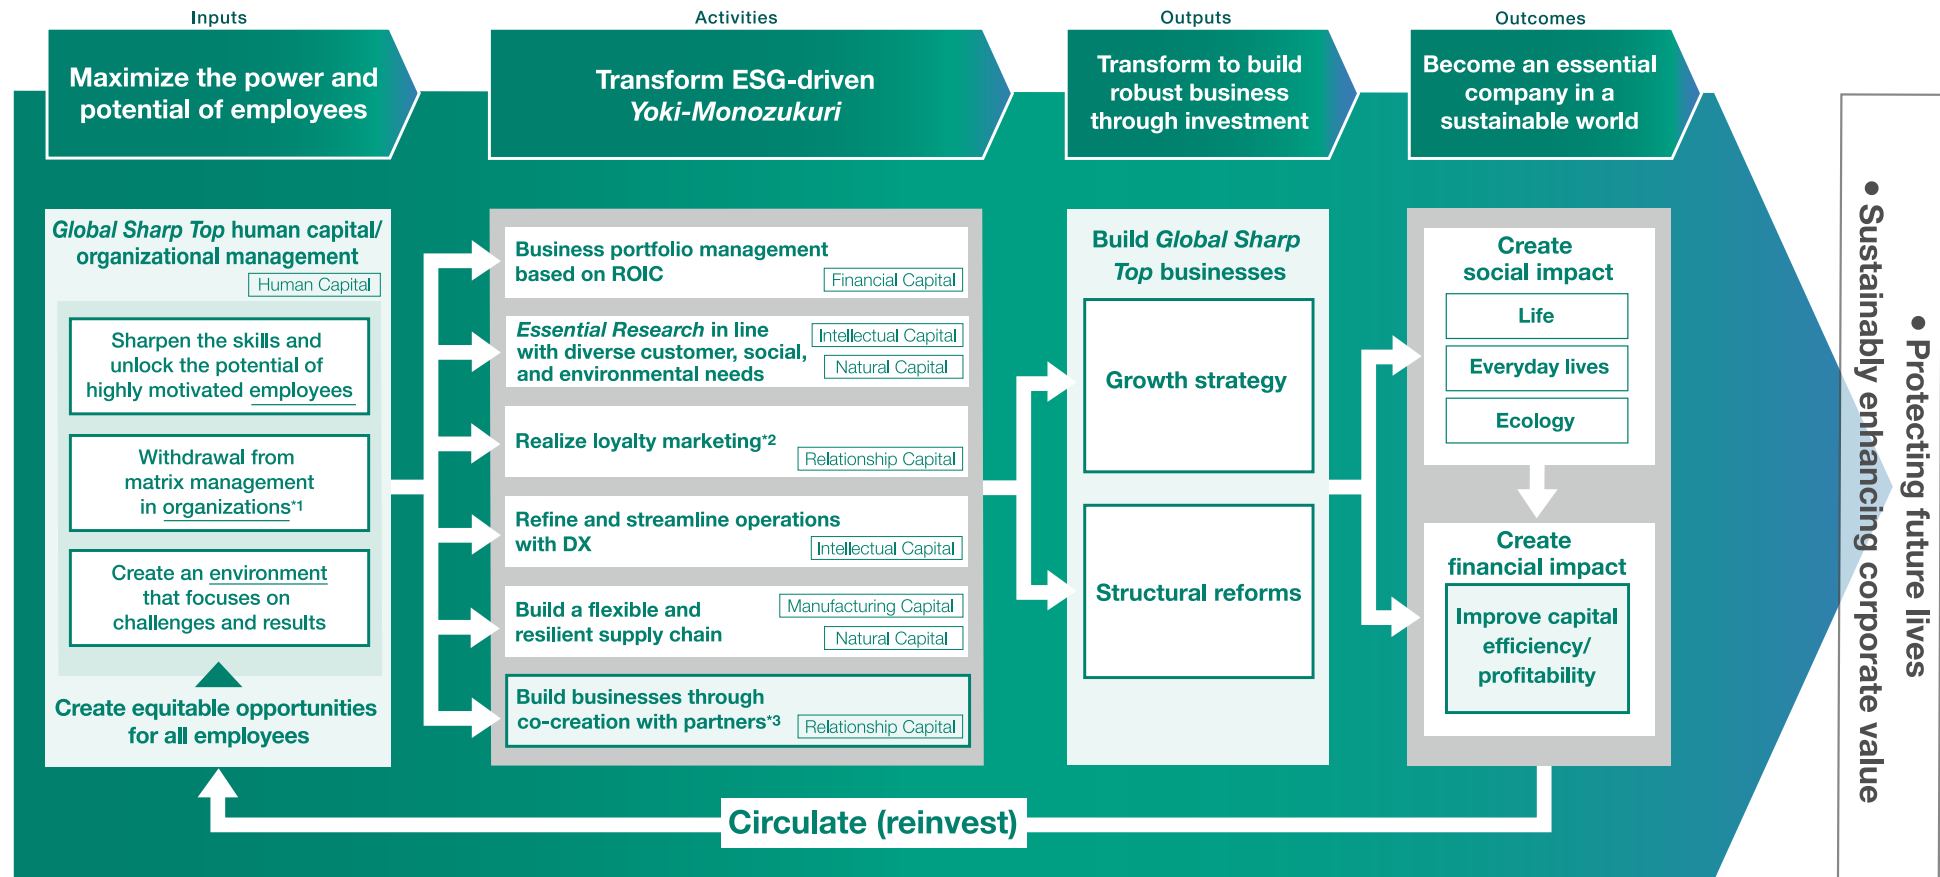 Inputs
Maximize the power and
potential of employees
Global Sharp Top human capital/
organizational management
Human Capital
Sharpen the skills and
unlock the potential of
highly motivated employees
Withdrawal from
matrix management
in organizations*1
Create an environment
that focuses on
challenges and results
Create equitable opportunities
for all employees
Activities
Transform ESG-driven
Yoki-Monozukuri
Business portfolio management
based on ROIC
Financial Capital
Essential Research in line
with diverse customer, social,
and environmental needs
Intellectual Capital
Natural Capital
Realize loyalty marketing*2
Relationship Capital
Refine and streamline operations
with DX
Intellectual Capital
Build a flexible and
resilient supply chain
Manufacturing Capital
Natural Capital
Build businesses through
co-creation with partners*3
Relationship Capital
Outputs
Transform to build
robust business
through investment
Build Global Sharp
Top businesses
Growth strategy
Structural reforms
Outcomes
Become an essential
company in a
sustainable world
Create
social impact
Life
Everyday lives
Ecology
Create
financial impact
Improve capital
efficiency/
profitability
Circulate (reinvest)
● Protecting future lives
● Sustainably enhancing corporate value